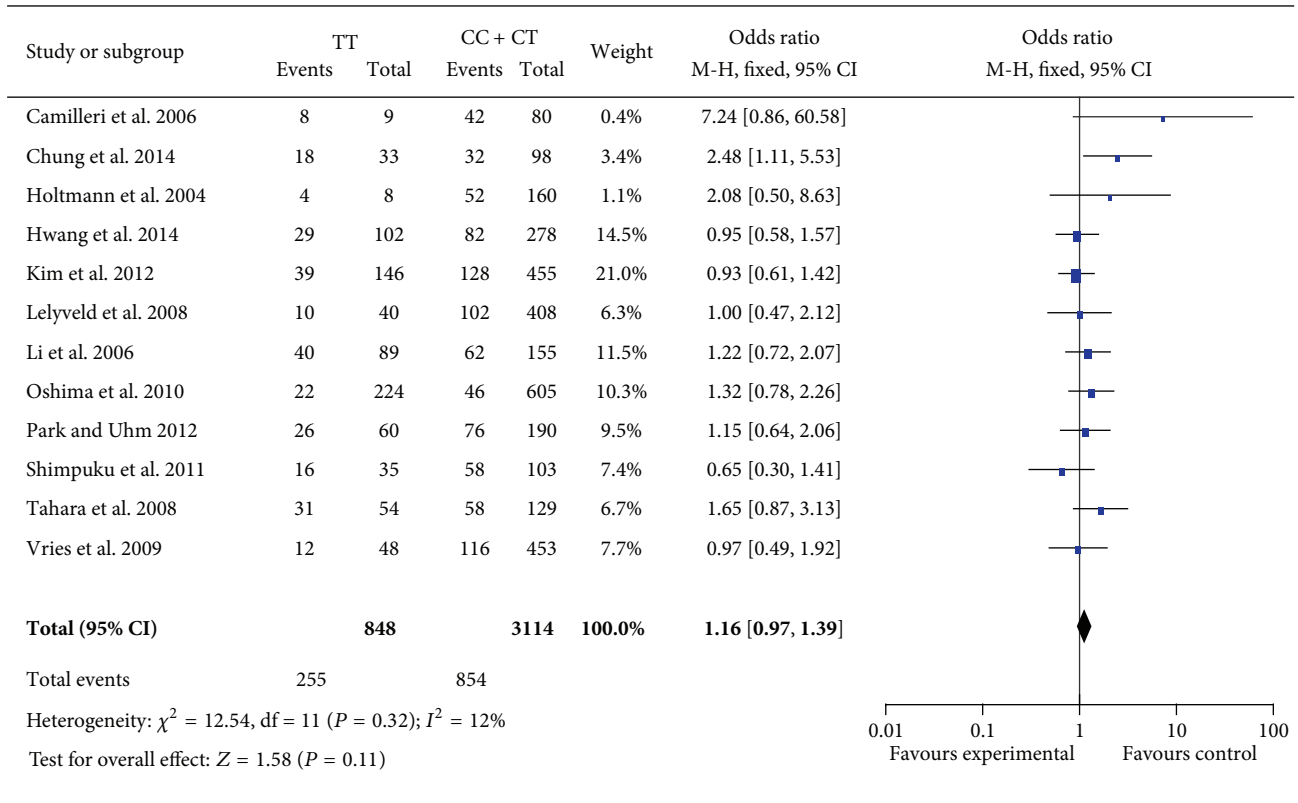 Study or subgroup TT CC + CT Weight Odds ratio Odds ratio
Events Total Events Total M-H, fixed, 95% CI M-H, fixed, 95% CI
Camilleri et al. 2006 8 9 42 80 0.4% 7.24 [0.86, 60.58]
Chung et al. 2014 18 33 32 98 3.4% 2.48 [1.11, 5.53]
Holtmann et al. 2004 4 8 52 160 1.1% 2.08 [0.50, 8.63]
Hwang et al. 2014 29 102 82 278 14.5% 0.95 [0.58, 1.57]
Kim et al. 2012 39 146 128 455 21.0% 0.93 [0.61, 1.42]
Lelyveld et al. 2008 10 40 102 408 6.3% 1.00 [0.47, 2.12]
Li et al. 2006 40 89 62 155 11.5% 1.22 [0.72, 2.07]
Oshima et al. 2010 22 224 46 605 10.3% 1.32 [0.78, 2.26]
Park and Uhm 2012 26 60 76 190 9.5% 1.15 [0.64, 2.06]
Shimpuku et al. 2011 16 35 58 103 7.4% 0.65 [0.30, 1.41]
Tahara et al. 2008 31 54 58 129 6.7% 1.65 [0.87, 3.13]
Vries et al. 2009 12 48 116 453 7.7% 0.97 [0.49, 1.92]
Total (95% CI) 848 3114 100.0% 1.16 [0.97, 1.39]
Total events 255 854
Heterogeneity: χ² = 12.54, df = 11 (P = 0.32); I² = 12%
Test for overall effect: Z = 1.58 (P = 0.11)
0.01 0.1 1 10 100
Favours experimental Favours control